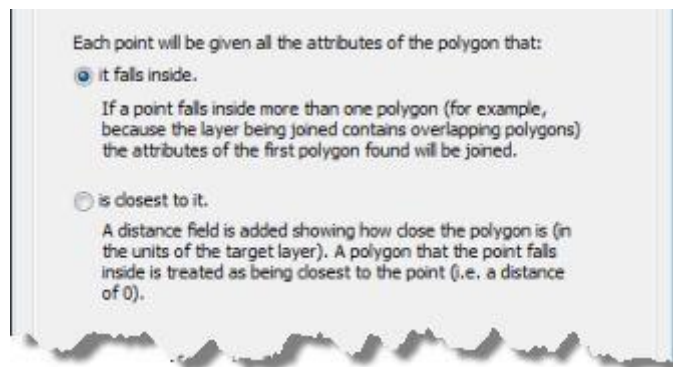 Each point will be given all the attributes of the polygon that:
it falls inside.
If a point falls inside more than one polygon (for example,
because the layer being joined contains overlapping polygons)
the attributes of the first polygon found will be joined.
is closest to it.
A distance field is added showing how close the polygon is (in
the units of the target layer). A polygon that the point falls
inside is treated as being closest to the point (i.e. a distance
of 0).